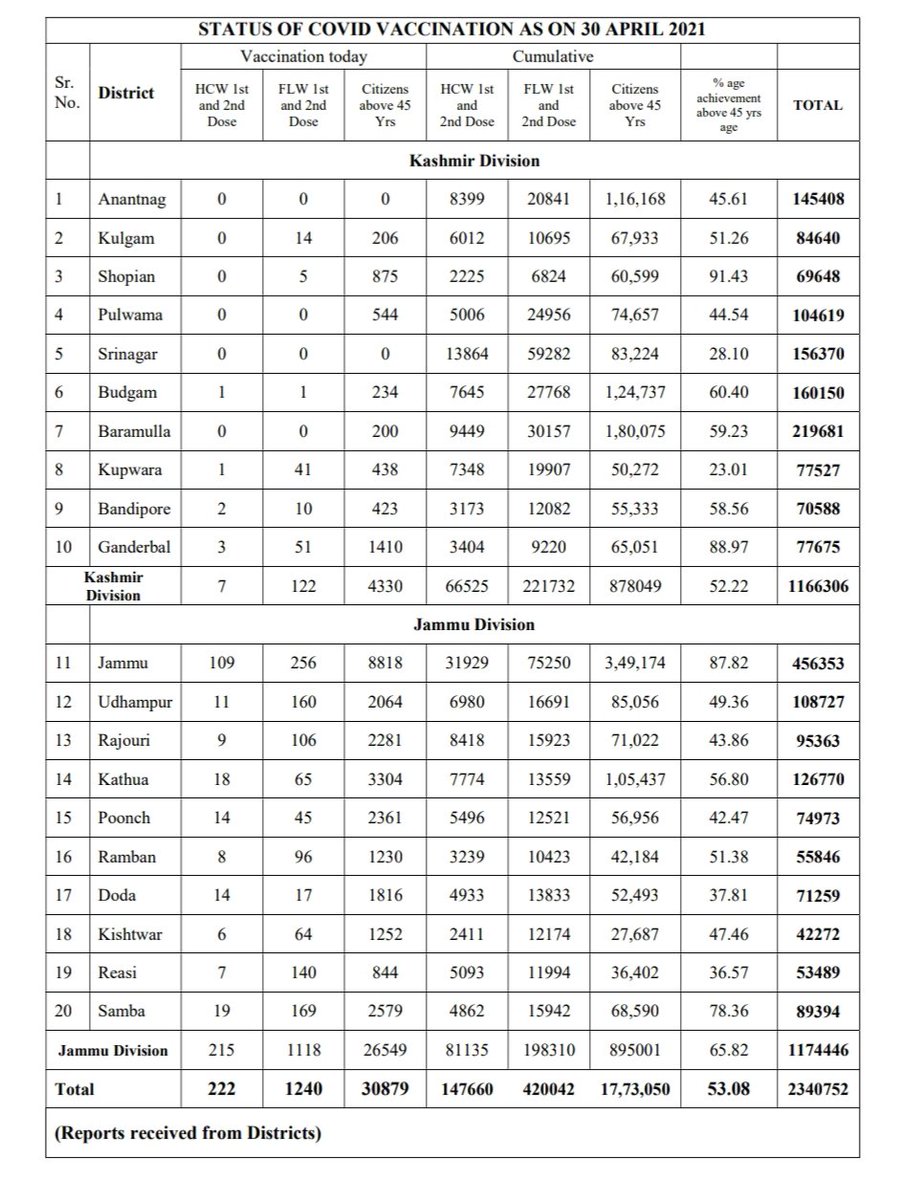 STATUS OF COVID VACCINATION AS ON 30 APRIL 2021
Sr. No. District Vaccination today Cumulative
HCW 1st and 2nd Dose FLW 1st and 2nd Dose Citizens above 45 Yrs HCW 1st and 2nd Dose FLW 1st and 2nd Dose Citizens above 45 Yrs % age achievement above 45 yrs age TOTAL
Kashmir Division
1 Anantnag 0 0 0 8399 20841 1,16,168 45.61 145408
2 Kulgam 0 14 206 6012 10695 67,933 51.26 84640
3 Shopian 0 5 875 2225 6824 60,599 91.43 69648
4 Pulwama 0 0 544 5006 24956 74,657 44.54 104619
5 Srinagar 0 0 0 13864 59282 83,224 28.10 156370
6 Budgam 1 1 234 7645 27768 1,24,737 60.40 160150
7 Baramulla 0 0 200 9449 30157 1,80,075 59.23 219681
8 Kupwara 1 41 438 7348 19907 50,272 23.01 77527
9 Bandipore 2 10 423 3173 12082 55,333 58.56 70588
10 Ganderbal 3 51 1410 3404 9220 65,051 88.97 77675
Kashmir Division 7 122 4330 66525 221732 878049 52.22 1166306
Jammu Division
11 Jammu 109 256 8818 31929 75250 3,49,174 87.82 456353
12 Udhampur 11 160 2064 6980 16691 85,056 49.36 108727
13 Rajouri 9 106 2281 8418 15923 71,022 43.86 95363
14 Kathua 18 65 3304 7774 13559 1,05,437 56.80 126770
15 Poonch 14 45 2361 5496 12521 56,956 42.47 74973
16 Ramban 8 96 1230 3239 10423 42,184 51.38 55846
17 Doda 14 17 1816 4933 13833 52,493 37.81 71259
18 Kishtwar 6 64 1252 2411 12174 27,687 47.46 42272
19 Reasi 7 140 844 5093 11994 36,402 36.57 53489
20 Samba 19 169 2579 4862 15942 68,590 78.36 89394
Jammu Division 215 1118 26549 81135 198310 895001 65.82 1174446
Total 222 1240 30879 147660 420042 17,73,050 53.08 2340752
(Reports received from Districts)